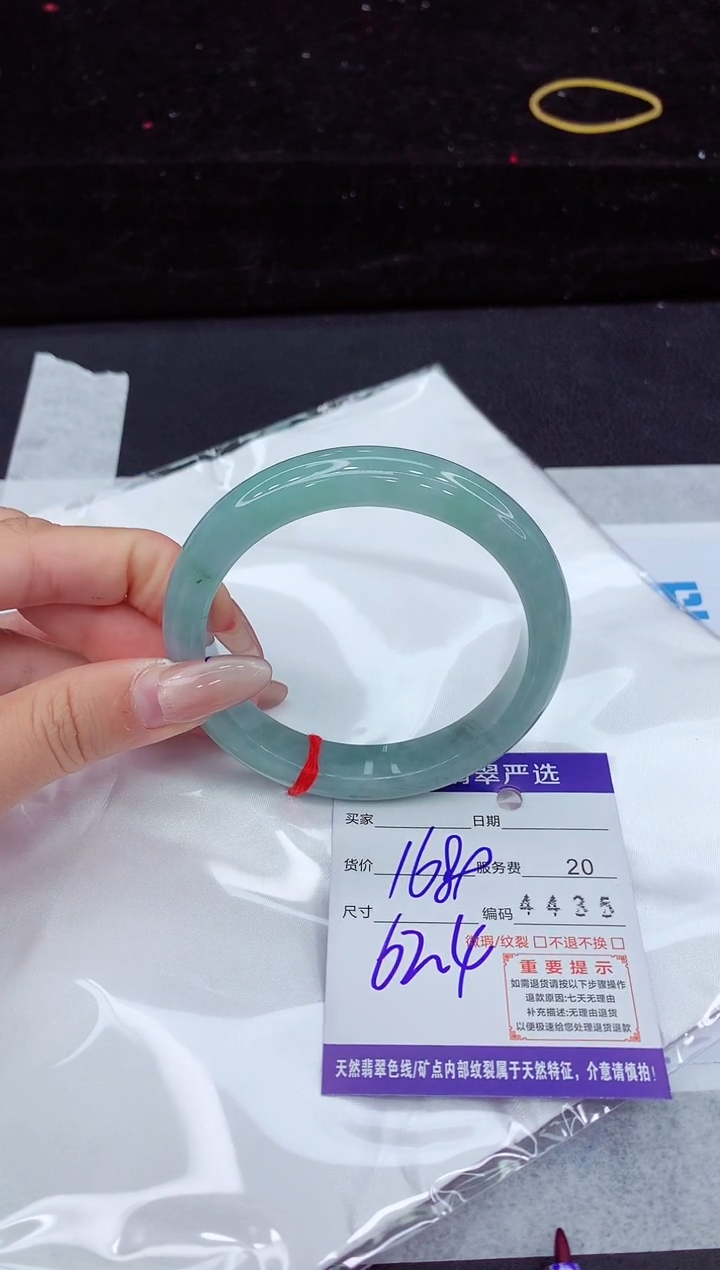 翡翠严选
买家 日期
货价 168 服务费 20
尺寸 62.4 编码 4435
微瑕/纹裂 □ 不退不换 □
重要提示
如需退货请按以下步骤操作
退款原因:七天无理由
补充描述:无理由退货
以便极速给您处理退货退款
天然翡翠色线/矿点内部纹裂属于天然特征，介意请慎拍！